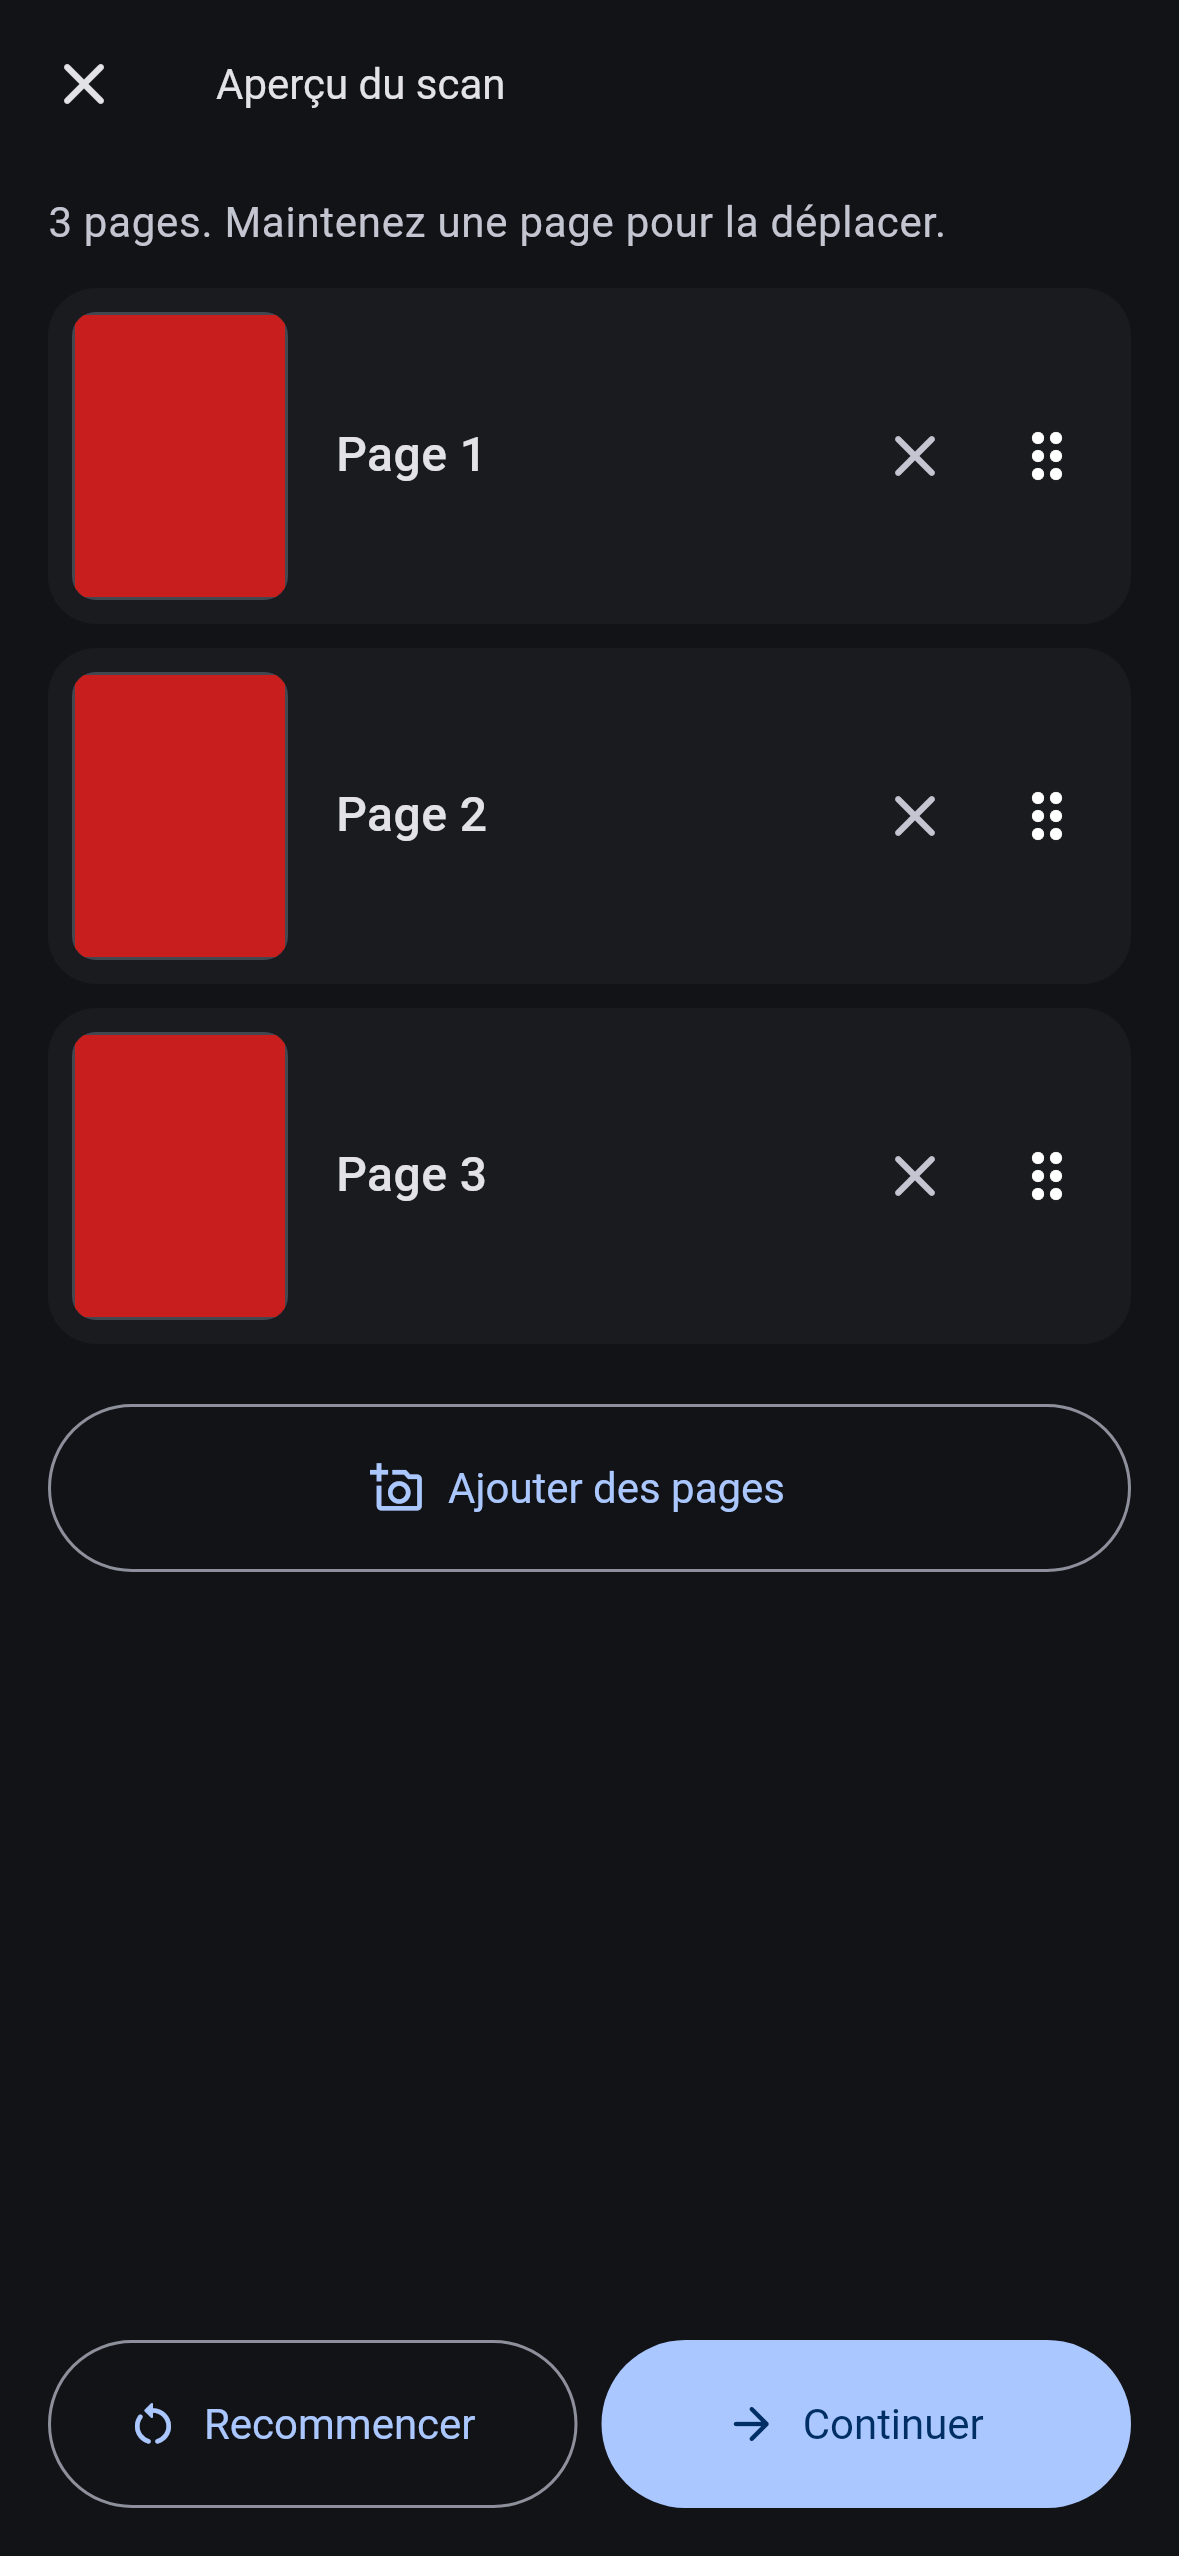 Aperçu du scan
3 pages. Maintenez une page pour la déplacer.
Page 1
Page 2
Page 3
Ajouter des pages
Recommencer
Continuer